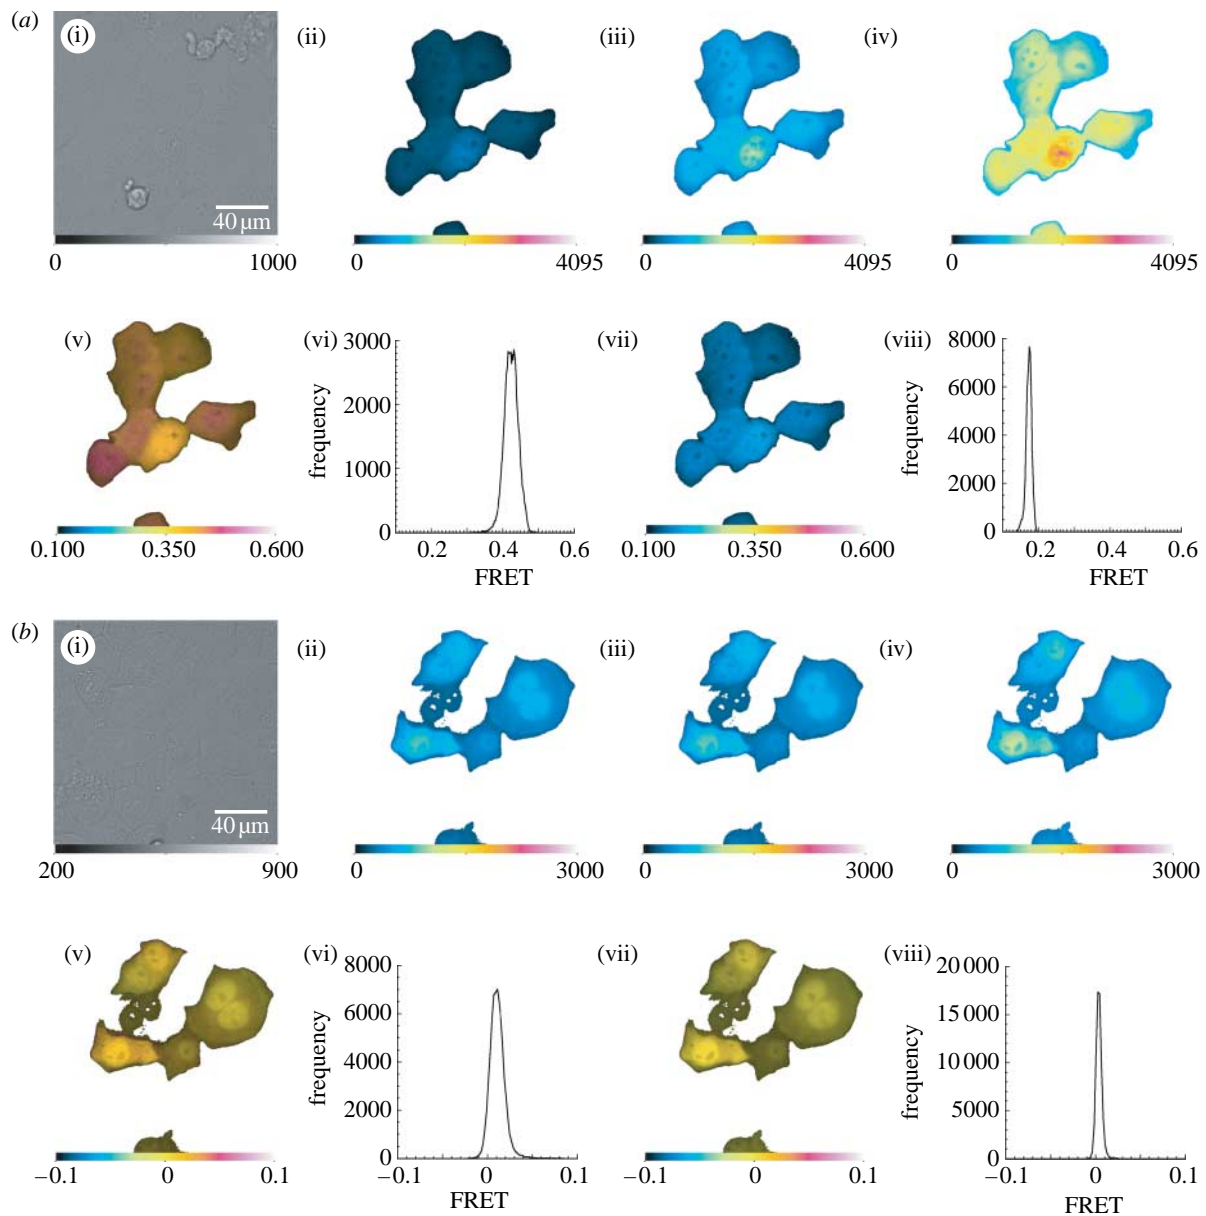 (a) (i) (ii) (iii) (iv)
40 μm
0 1000 0 4095 0 4095 0 4095
(v) (vi) (vii) (viii)
3000
2000
1000
0
frequency
0.2 0.4 0.6
FRET
8000
6000
4000
2000
0
frequency
0.2 0.4 0.6
FRET
0.100 0.350 0.600 0.100 0.350 0.600
(b) (i) (ii) (iii) (iv)
40 μm
200 900 0 3000 0 3000 0 3000
(v) (vi) (vii) (viii)
8000
6000
4000
2000
0
frequency
−0.1 0 0.1
FRET
20 000
15 000
10 000
5000
0
frequency
−0.1 0 0.1
FRET
−0.1 0 0.1 −0.1 0 0.1